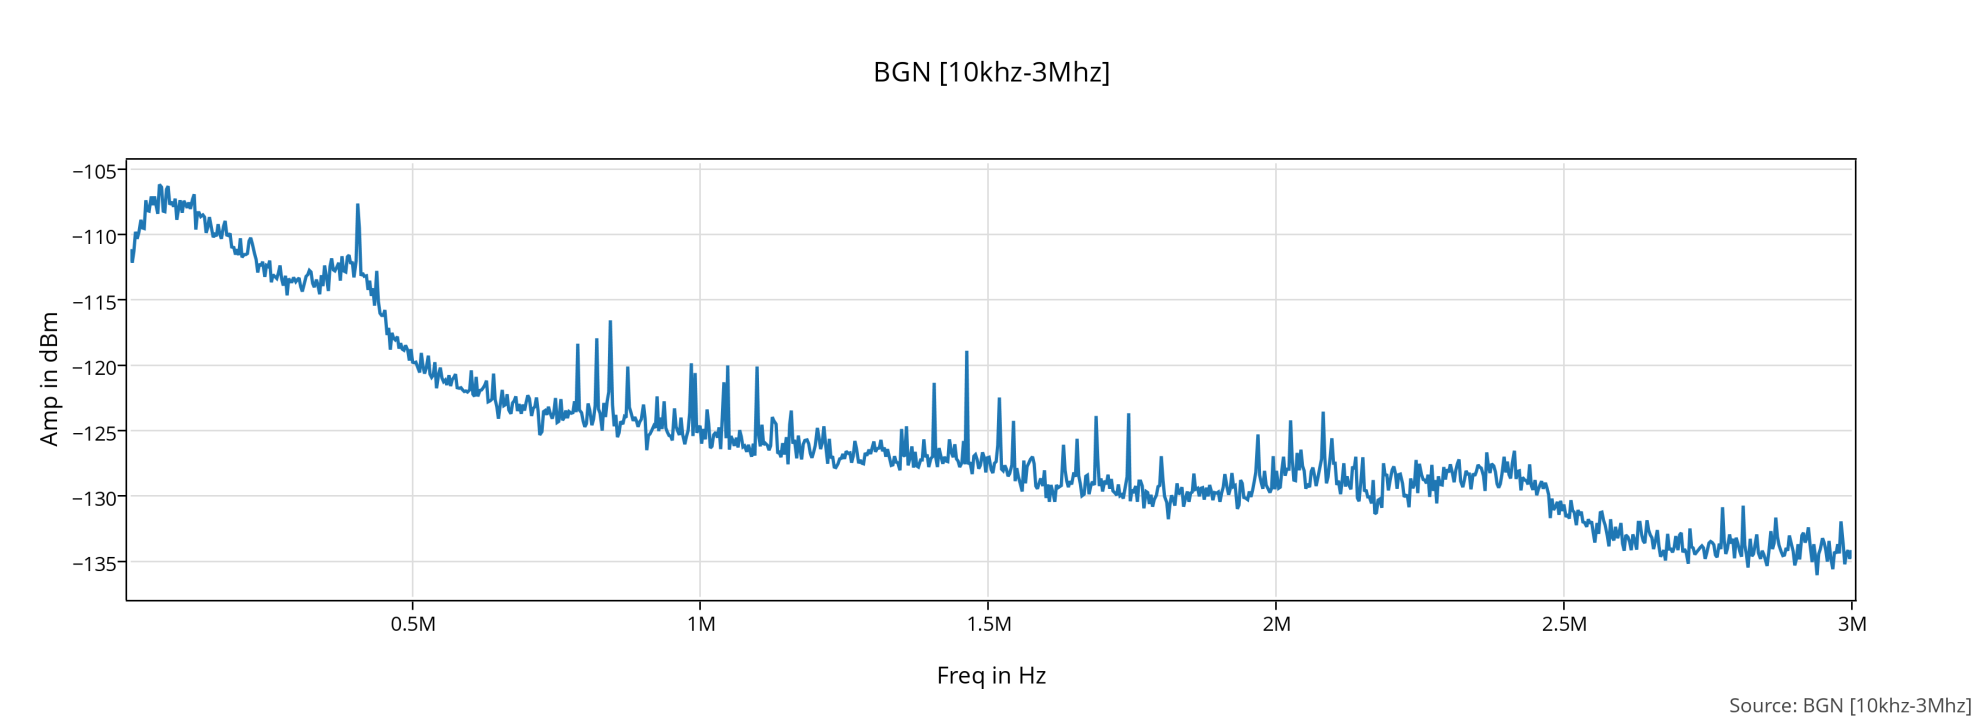 BGN [10khz-3Mhz]
−105
−110
−115
−120
−125
−130
−135
Amp in dBm
0.5M
1M
1.5M
2M
2.5M
3M
Freq in Hz
Source: BGN [10khz-3Mhz]